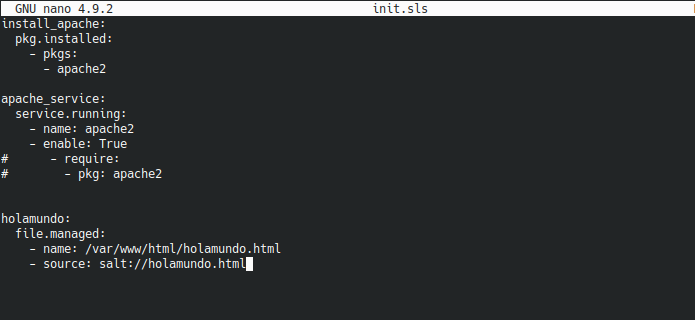 GNU nano 4.9.2 init.sls
install_apache:
  pkg.installed:
    - pkgs:
      - apache2

apache_service:
  service.running:
    - name: apache2
    - enable: True
#      - require:
#        - pkg: apache2


holamundo:
  file.managed:
    - name: /var/www/html/holamundo.html
    - source: salt://holamundo.html